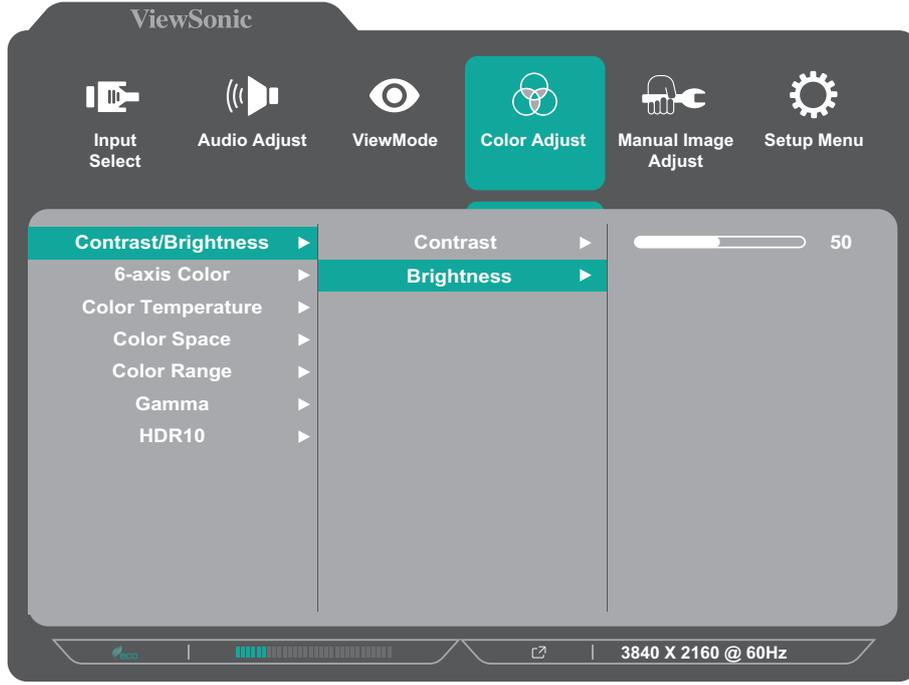 ViewSonic
Input
Select
Audio Adjust
ViewMode
Color Adjust
Manual Image
Adjust
Setup Menu
Contrast/Brightness
6-axis Color
Color Temperature
Color Space
Color Range
Gamma
HDR10
Contrast
Brightness
50
eco
3840 X 2160 @ 60Hz